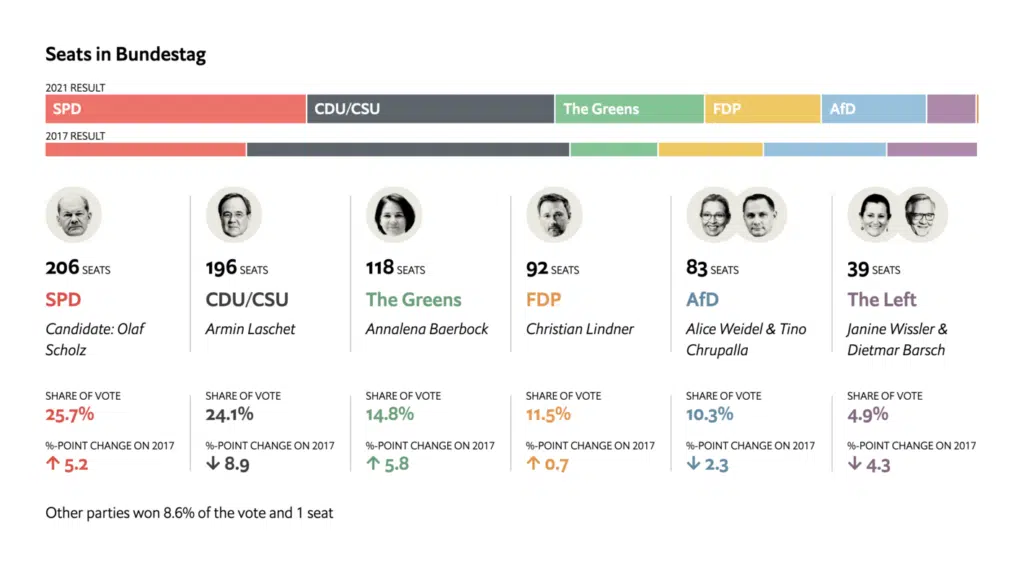 Seats in Bundestag
2021 RESULT
SPD
CDU/CSU
The Greens
FDP
AfD
2017 RESULT
206 SEATS
SPD
Candidate: Olaf
Scholz
196 SEATS
CDU/CSU
Armin Laschet
118 SEATS
The Greens
Annalena Baerbock
92 SEATS
FDP
Christian Lindner
83 SEATS
AfD
Alice Weidel & Tino
Chrupalla
39 SEATS
The Left
Janine Wissler &
Dietmar Barsch
SHARE OF VOTE
25.7%
%-POINT CHANGE ON 2017
↑ 5.2
SHARE OF VOTE
24.1%
%-POINT CHANGE ON 2017
↓ 8.9
SHARE OF VOTE
14.8%
%-POINT CHANGE ON 2017
↑ 5.8
SHARE OF VOTE
11.5%
%-POINT CHANGE ON 2017
↑ 0.7
SHARE OF VOTE
10.3%
%-POINT CHANGE ON 2017
↓ 2.3
SHARE OF VOTE
4.9%
%-POINT CHANGE ON 2017
↓ 4.3
Other parties won 8.6% of the vote and 1 seat